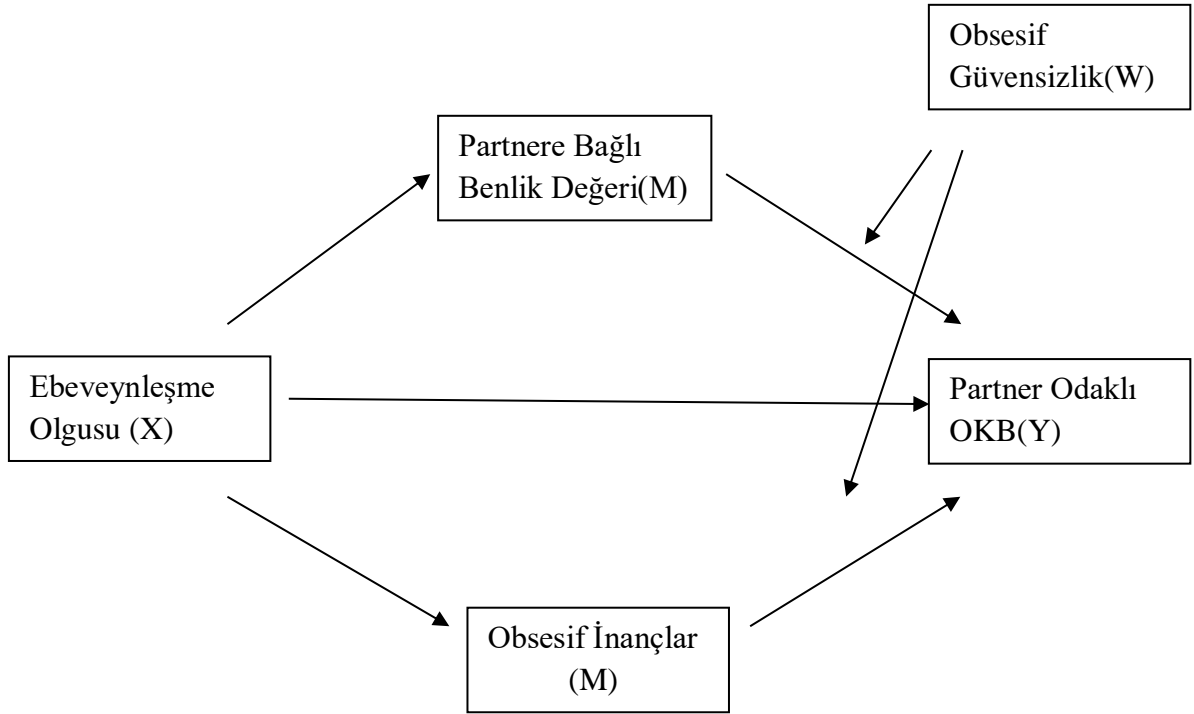 Obsesif
Güvensizlik(W)
Partnere Bağlı
Benlik Değeri(M)
Ebeveynleşme
Olgusu (X)
Partner Odaklı
OKB(Y)
Obsesif İnançlar
(M)